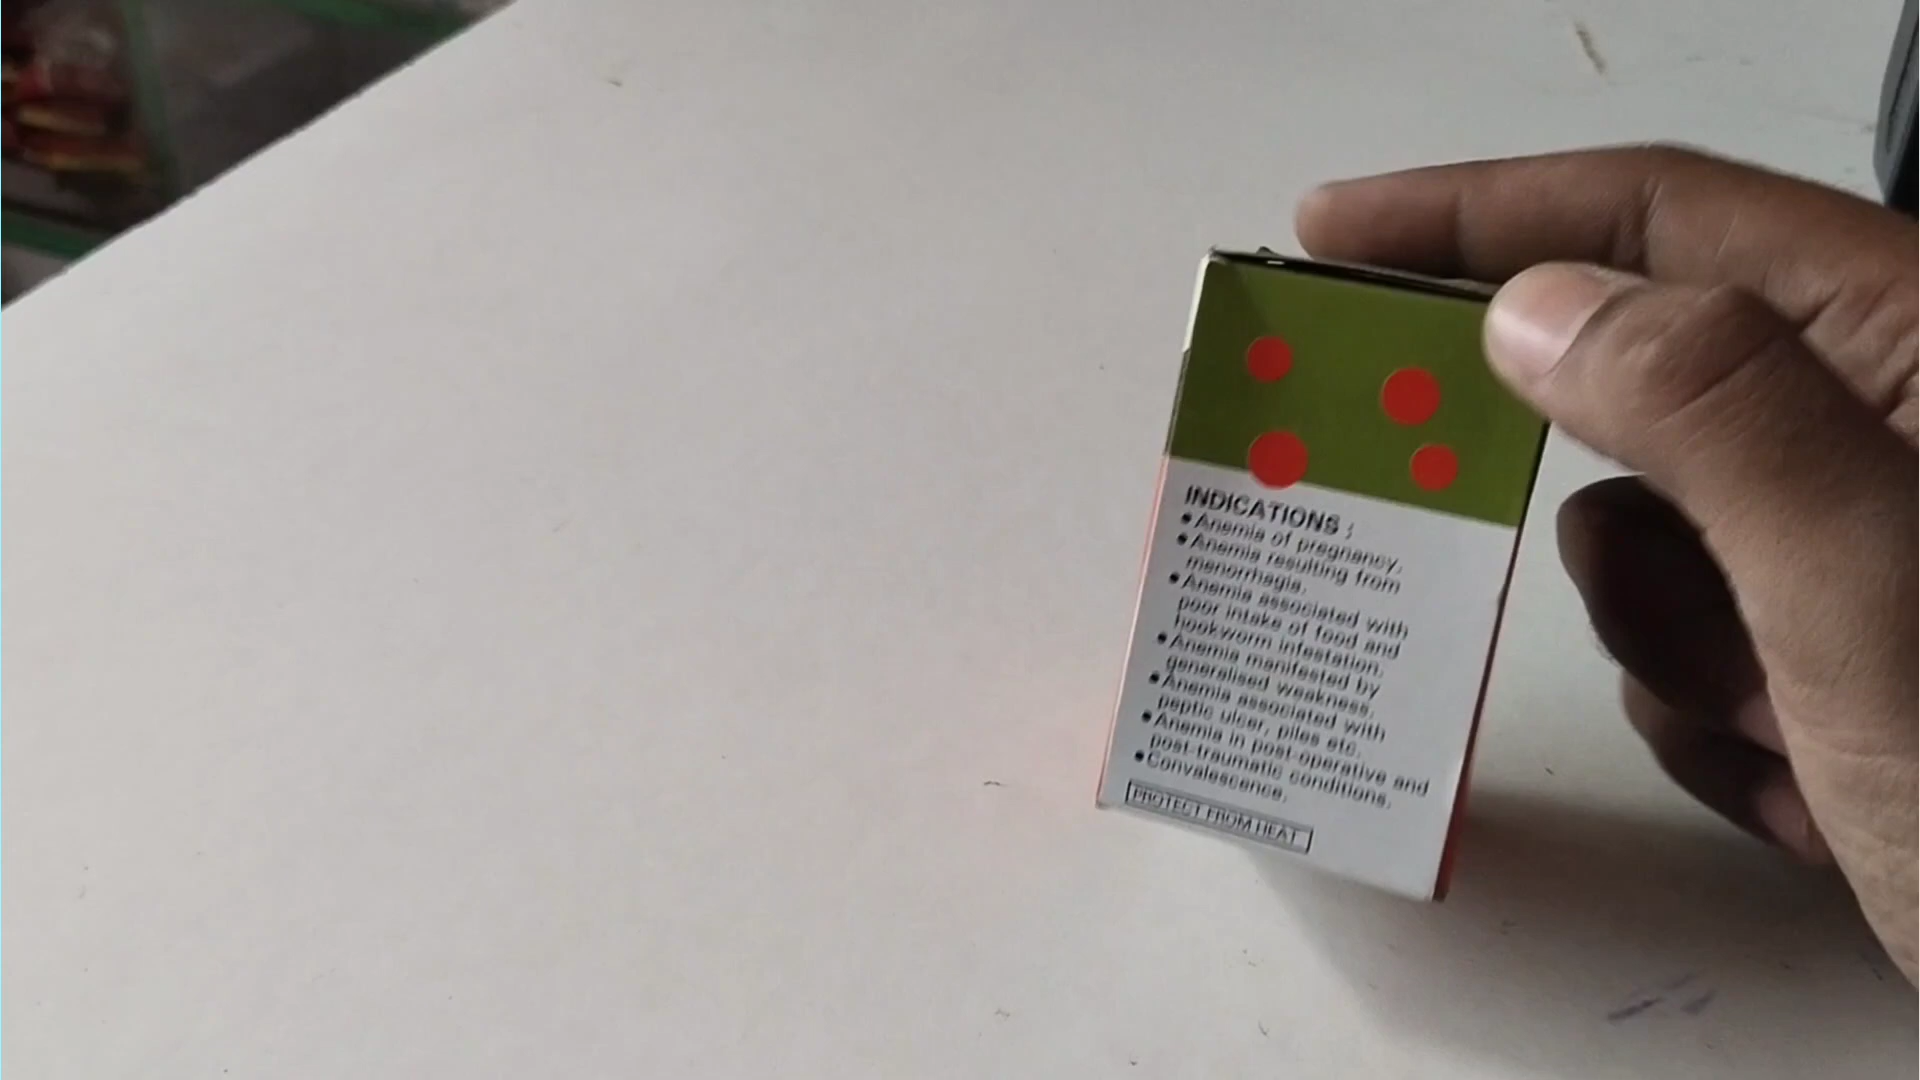 INDICATIONS :
• Anemia of pregnancy.
• Anemia resulting from
menorrhagia.
• Anemia associated with
poor intake of food and
hookworm infestation.
• Anemia manifested by
generalised weakness.
• Anemia associated with
peptic ulcer, piles etc.
• Anemia in post-operative and
post-traumatic conditions.
• Convalescence.
PROTECT FROM HEAT